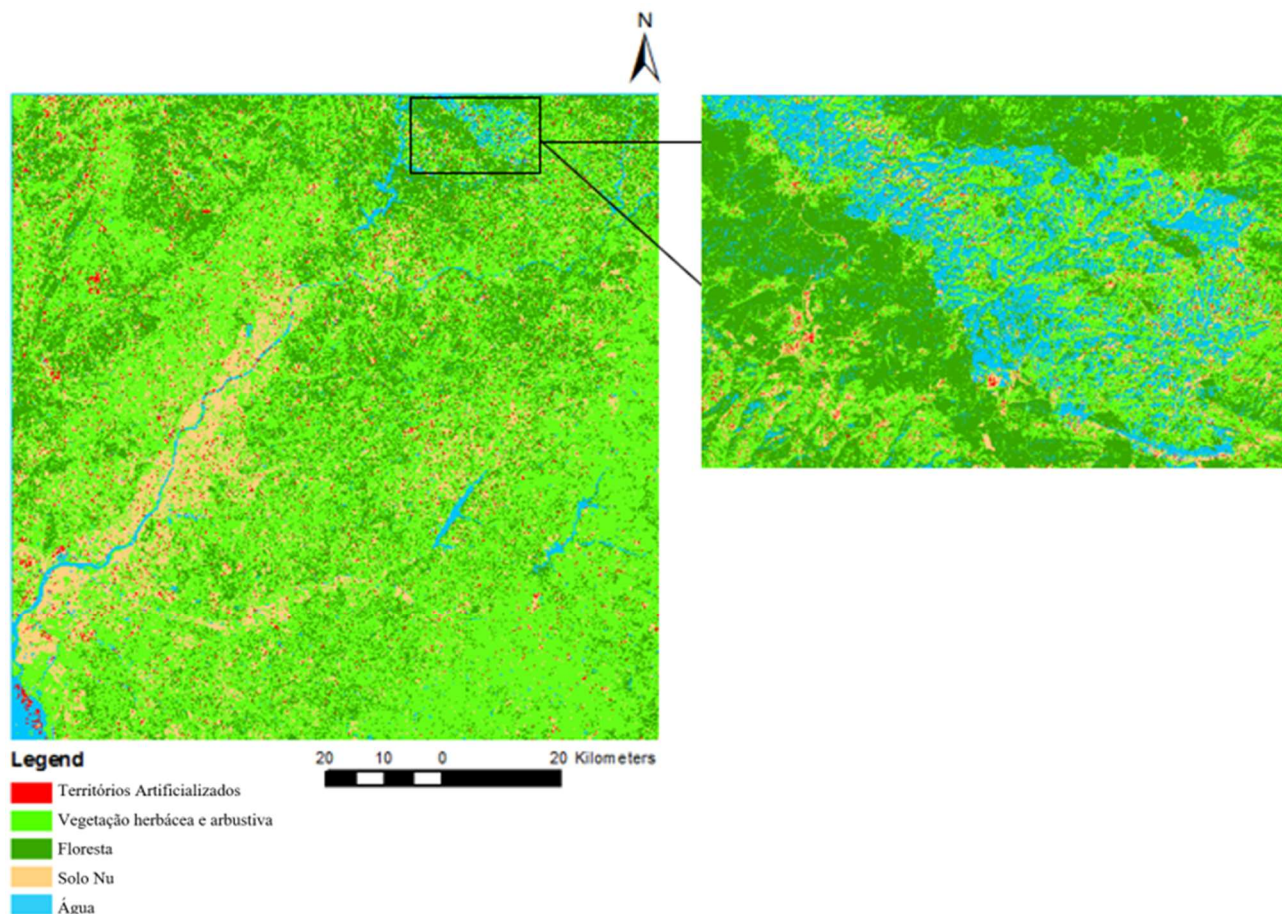 N
Legend
20 10 0 20 Kilometers
Territórios Artificializados
Vegetação herbácea e arbustiva
Floresta
Solo Nu
Água